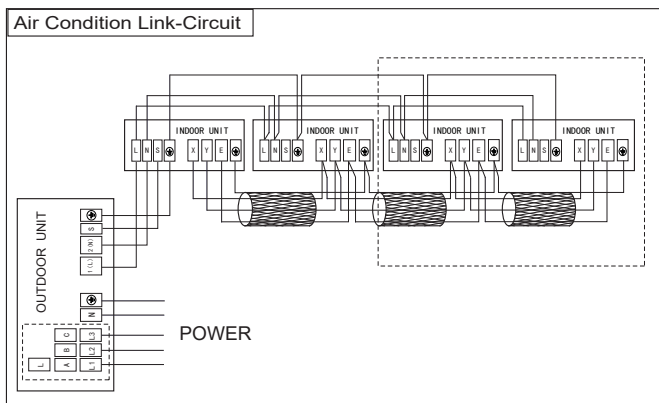 Air Condition Link-Circuit
INDOOR UNIT
L N S X Y E
INDOOR UNIT
L N S X Y E
INDOOR UNIT
L N S X Y E
INDOOR UNIT
L N S X Y E
OUTDOOR UNIT
S
2(N)
1(L)
N
POWER
C L3
B L2
L A L1